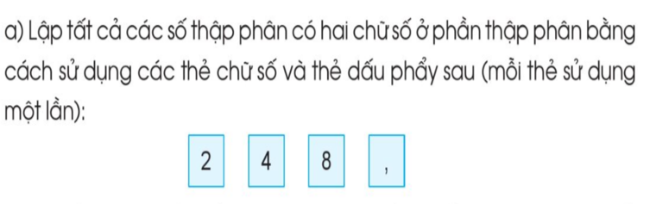 a) Lập tất cả các số thập phân có hai chữ số ở phần thập phân bằng
cách sử dụng các thẻ chữ số và thẻ dấu phẩy sau (mỗi thẻ sử dụng
một lần):
2 4 8 ,